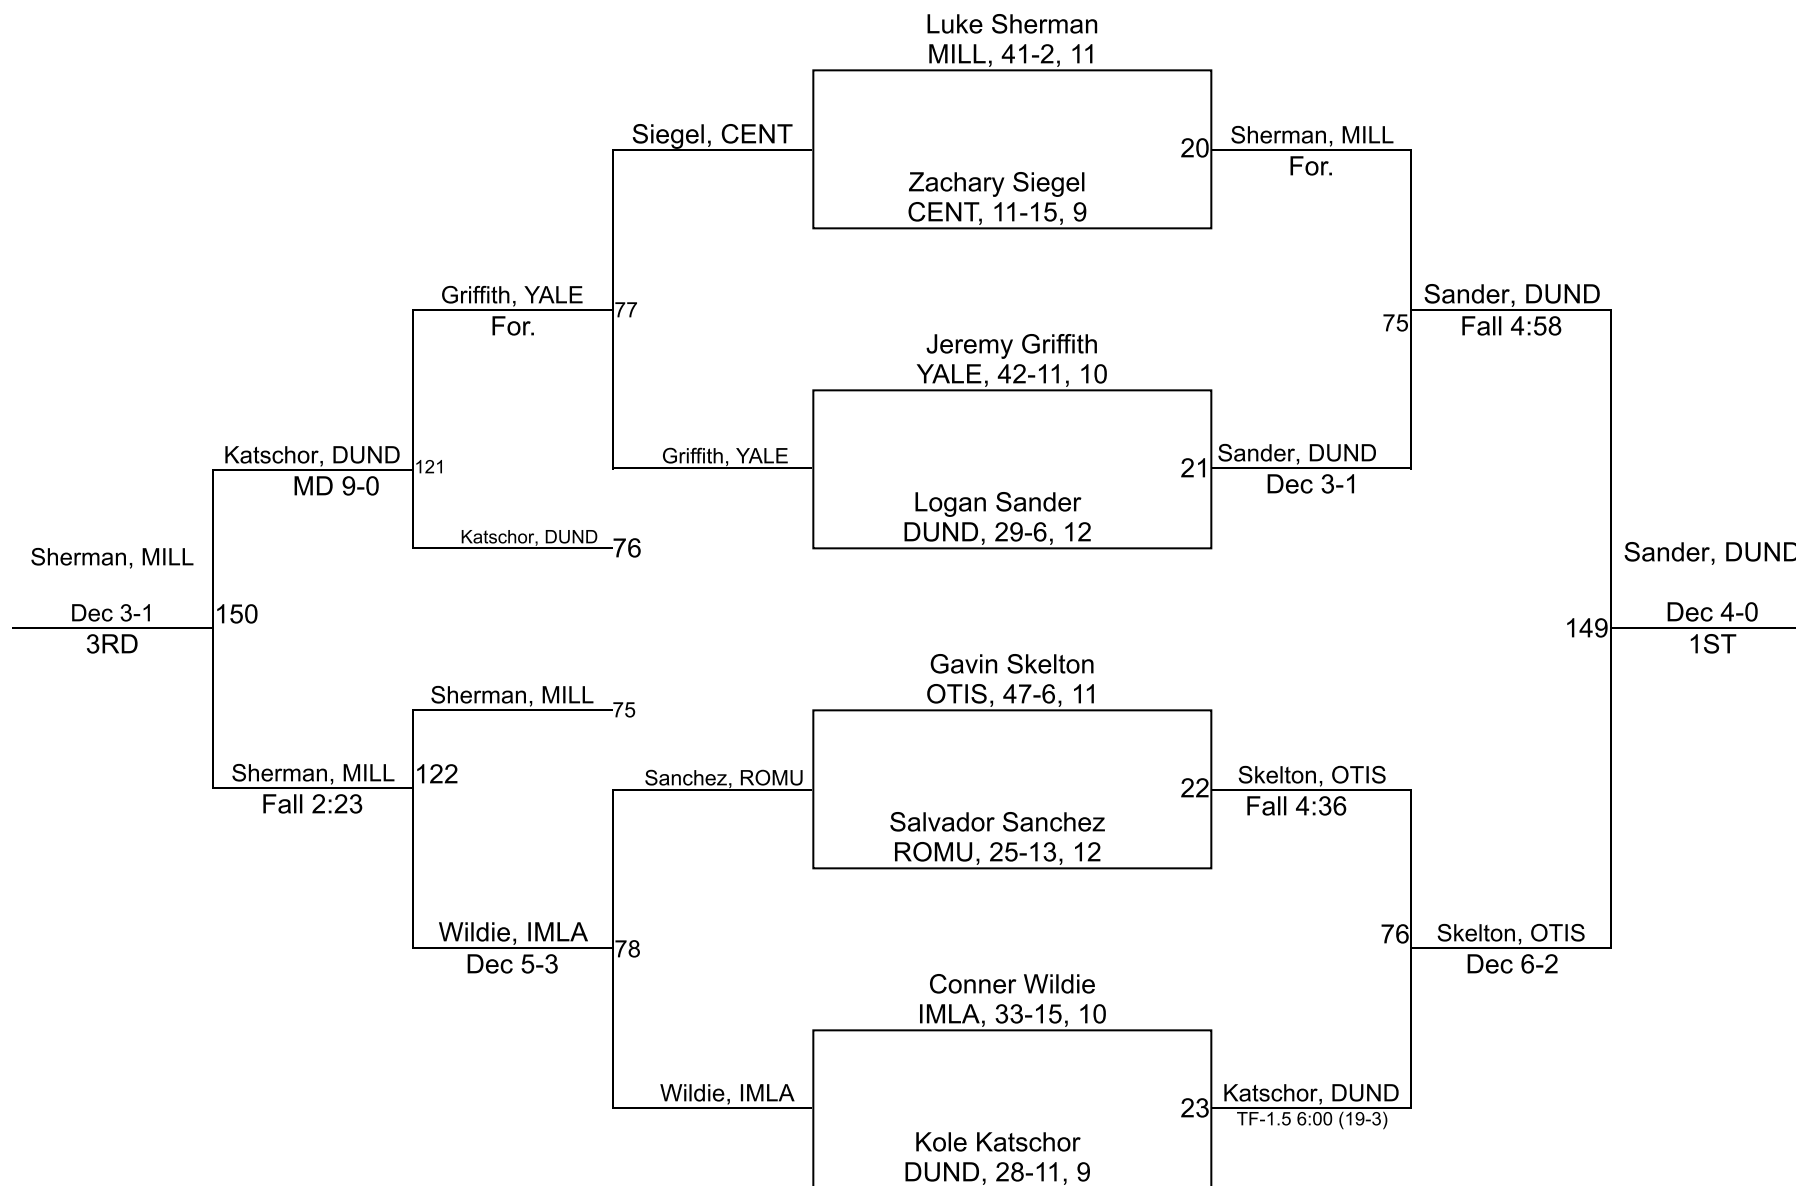 Luke Sherman
MILL, 41-2, 11
Siegel, CENT
20
Sherman, MILL
For.
Zachary Siegel
CENT, 11-15, 9
Griffith, YALE
For.
77
75
Sander, DUND
Fall 4:58
Jeremy Griffith
YALE, 42-11, 10
Katschor, DUND
MD 9-0
121
Griffith, YALE
21
Sander, DUND
Dec 3-1
Logan Sander
DUND, 29-6, 12
Katschor, DUND
76
Sherman, MILL
Dec 3-1
3RD
150
149
Sander, DUND
Dec 4-0
1ST
Gavin Skelton
OTIS, 47-6, 11
Sherman, MILL
75
Sherman, MILL
Fall 2:23
122
Sanchez, ROMU
22
Skelton, OTIS
Fall 4:36
Salvador Sanchez
ROMU, 25-13, 12
Wildie, IMLA
Dec 5-3
78
76
Skelton, OTIS
Dec 6-2
Conner Wildie
IMLA, 33-15, 10
Wildie, IMLA
23
Katschor, DUND
TF-1.5 6:00 (19-3)
Kole Katschor
DUND, 28-11, 9